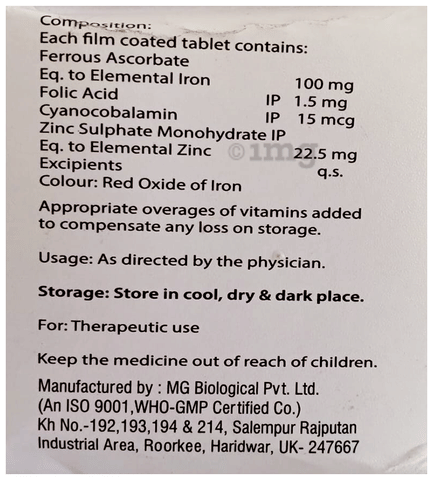 Composition:
Each film coated tablet contains:
Ferrous Ascorbate
Eq. to Elemental Iron 100 mg
Folic Acid IP 1.5 mg
Cyanocobalamin IP 15 mcg
Zinc Sulphate Monohydrate IP
Eq. to Elemental Zinc 22.5 mg
©1mg
Excipients q.s.
Colour: Red Oxide of Iron
Appropriate overages of vitamins added
to compensate any loss on storage.
Usage: As directed by the physician.
Storage: Store in cool, dry & dark place.
For: Therapeutic use
Keep the medicine out of reach of children.
Manufactured by : MG Biological Pvt. Ltd.
(An ISO 9001,WHO-GMP Certified Co.)
Kh No.-192,193,194 & 214, Salempur Rajputan
Industrial Area, Roorkee, Haridwar, UK- 247667